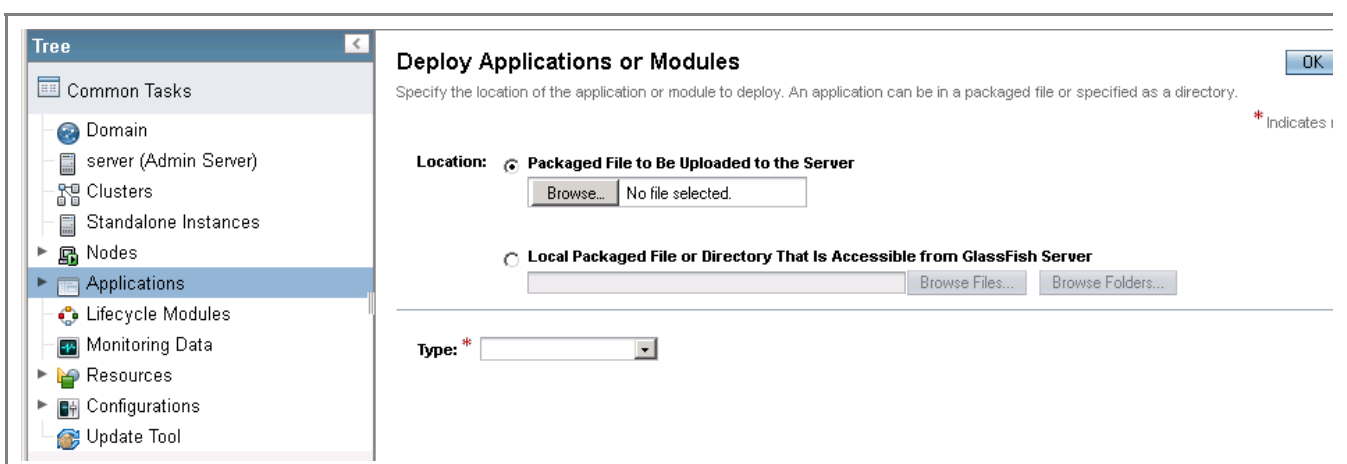 Tree
Common Tasks
Domain
server (Admin Server)
Clusters
Standalone Instances
Nodes
Applications
Lifecycle Modules
Monitoring Data
Resources
Configurations
Update Tool
Deploy Applications or Modules
OK
Specify the location of the application or module to deploy. An application can be in a packaged file or specified as a directory.
* Indicates
Location: Packaged File to Be Uploaded to the Server
Browse... No file selected.
Local Packaged File or Directory That Is Accessible from GlassFish Server
Browse Files... Browse Folders...
Type: *